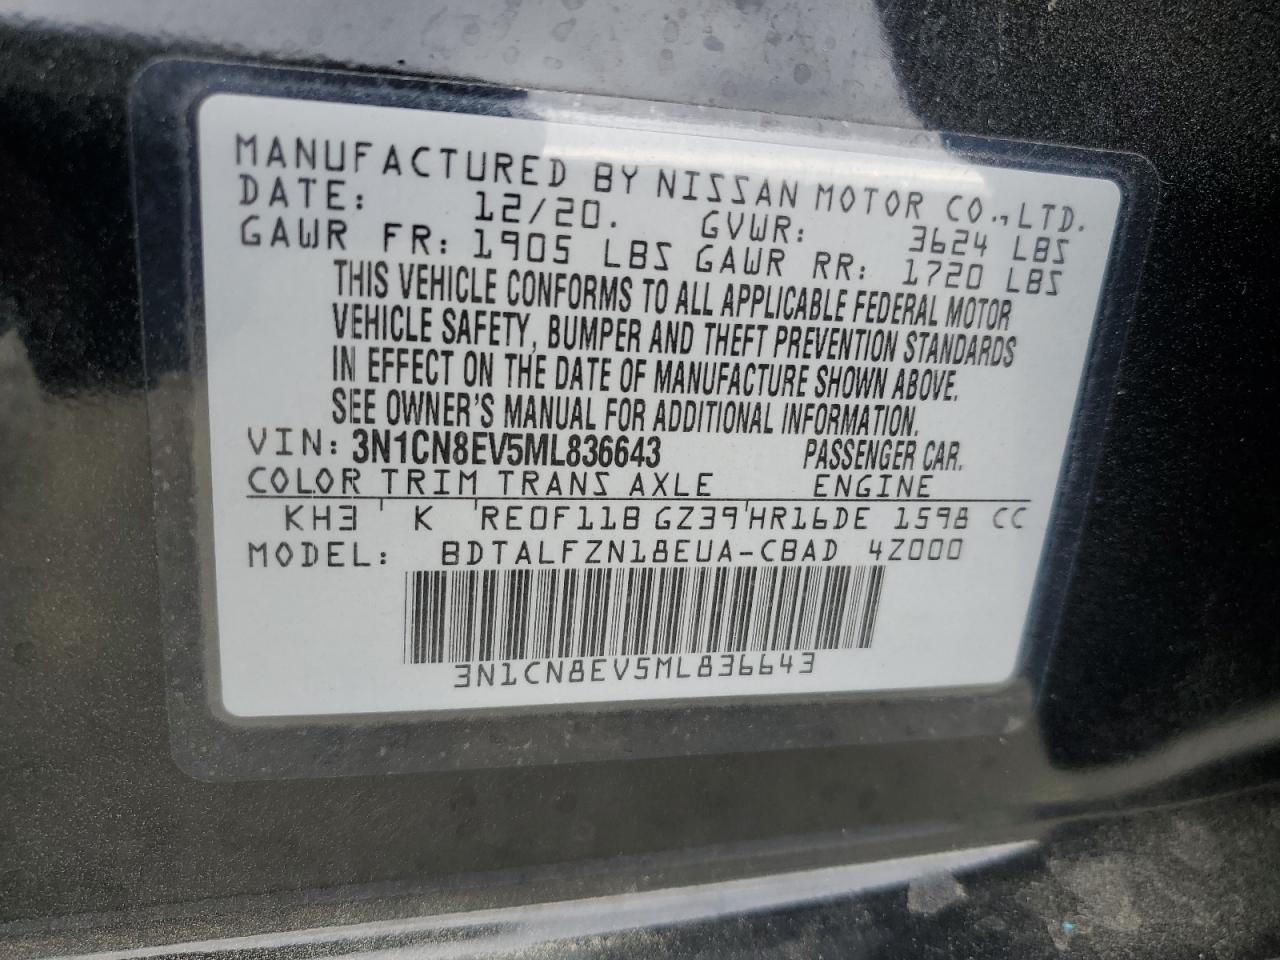 MANUFACTURED BY NISSAN MOTOR CO., LTD.
DATE: 12/20. GVWR: 3624 LBS
GAWR FR: 1905 LBS GAWR RR: 1720 LBS
THIS VEHICLE CONFORMS TO ALL APPLICABLE FEDERAL MOTOR
VEHICLE SAFETY, BUMPER AND THEFT PREVENTION STANDARDS
IN EFFECT ON THE DATE OF MANUFACTURE SHOWN ABOVE.
SEE OWNER'S MANUAL FOR ADDITIONAL INFORMATION.
VIN: 3N1CN8EV5ML836643 PASSENGER CAR.
COLOR TRIM TRANS AXLE ENGINE
KH3 ' K ' RE0F11B GZ39 ' HR16DE 1598 CC
MODEL: BDTALFZN18EUA-CBAD 4Z000
3N1CN8EV5ML836643